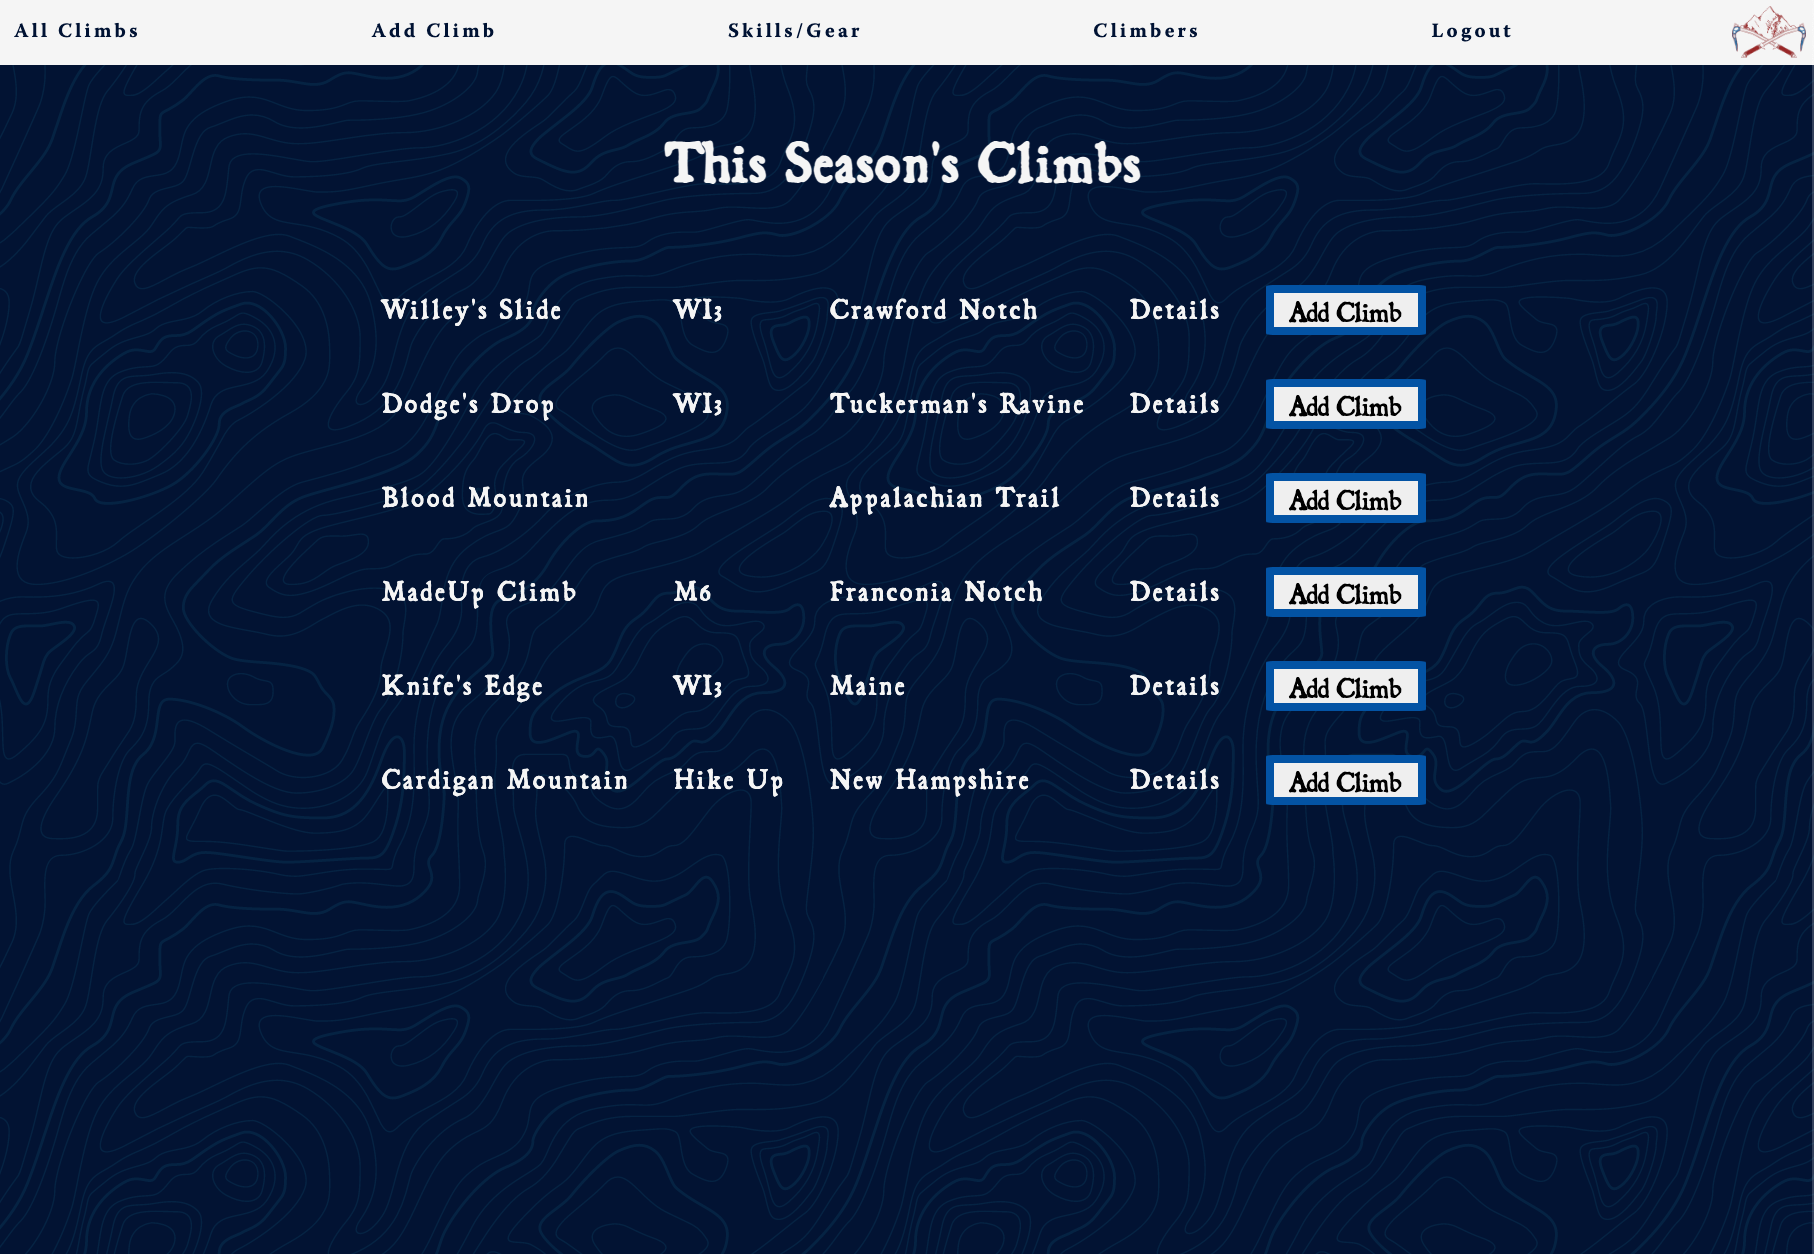 All Climbs Add Climb Skills/Gear Climbers Logout
This Season's Climbs
Willey's Slide WI3 Crawford Notch Details Add Climb
Dodge's Drop WI3 Tuckerman's Ravine Details Add Climb
Blood Mountain Appalachian Trail Details Add Climb
MadeUp Climb M6 Franconia Notch Details Add Climb
Knife's Edge WI3 Maine Details Add Climb
Cardigan Mountain Hike Up New Hampshire Details Add Climb